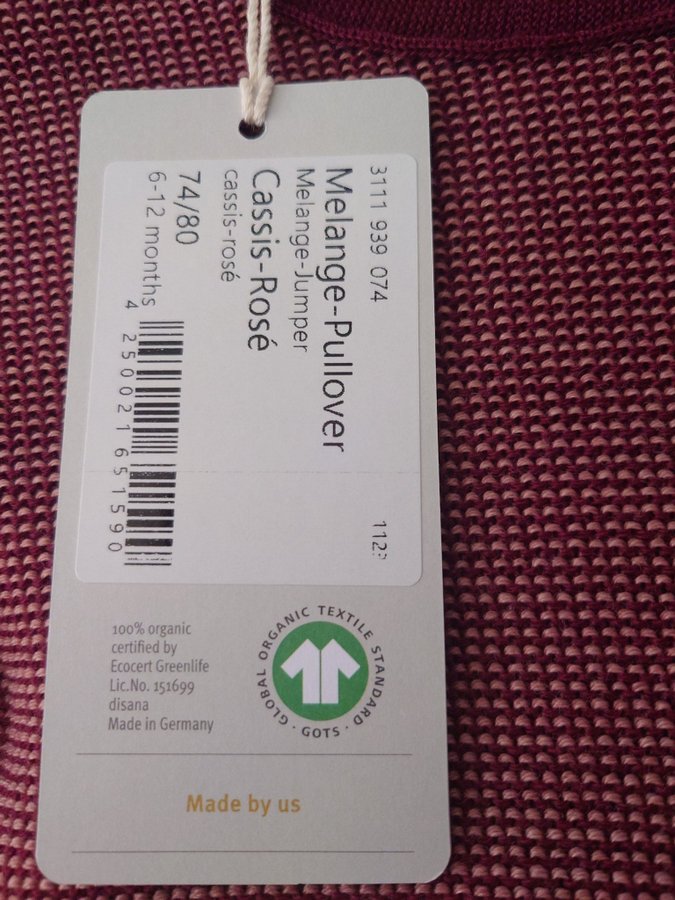 3111 939 074
Melange-Pullover
Melange-Jumper
Cassis-Rosé
cassis-rosé
74/80
6-12 months
4 250021 651590
100% organic
certified by
Ecocert Greenlife
Lic.No. 151699
disana
Made in Germany
GLOBAL ORGANIC TEXTILE STANDARD · GOTS ·
Made by us